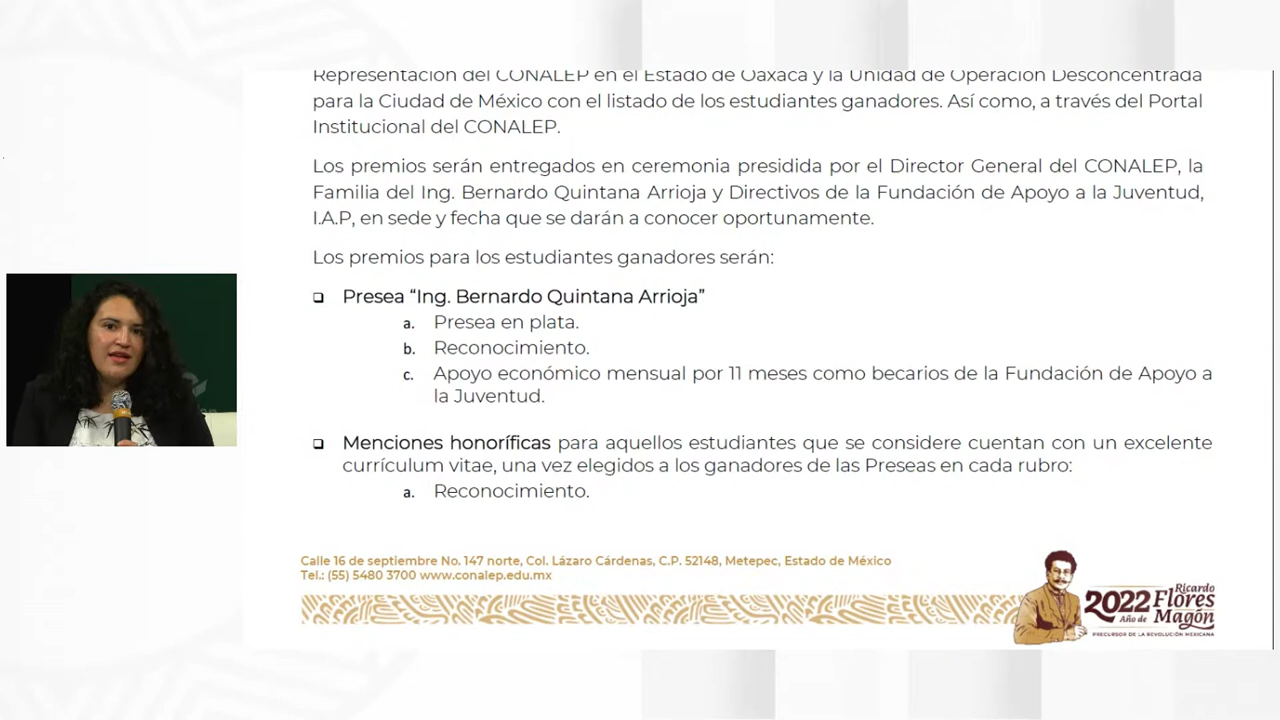 Representación del CONALEP en el Estado de Oaxaca y la Unidad de Operación Desconcentrada
para la Ciudad de México con el listado de los estudiantes ganadores. Así como, a través del Portal
Institucional del CONALEP.
Los premios serán entregados en ceremonia presidida por el Director General del CONALEP, la
Familia del Ing. Bernardo Quintana Arrioja y Directivos de la Fundación de Apoyo a la Juventud,
I.A.P, en sede y fecha que se darán a conocer oportunamente.
Los premios para los estudiantes ganadores serán:
❑ Presea “Ing. Bernardo Quintana Arrioja”
a. Presea en plata.
b. Reconocimiento.
c. Apoyo económico mensual por 11 meses como becarios de la Fundación de Apoyo a
la Juventud.
❑ Menciones honoríficas para aquellos estudiantes que se considere cuentan con un excelente
currículum vitae, una vez elegidos a los ganadores de las Preseas en cada rubro:
a. Reconocimiento.
Calle 16 de septiembre No. 147 norte, Col. Lázaro Cárdenas, C.P. 52148, Metepec, Estado de México
Tel.: (55) 5480 3700 www.conalep.edu.mx
2022 Ricardo
Flores
Año de Magón
PRECURSOR DE LA REVOLUCIÓN MEXICANA